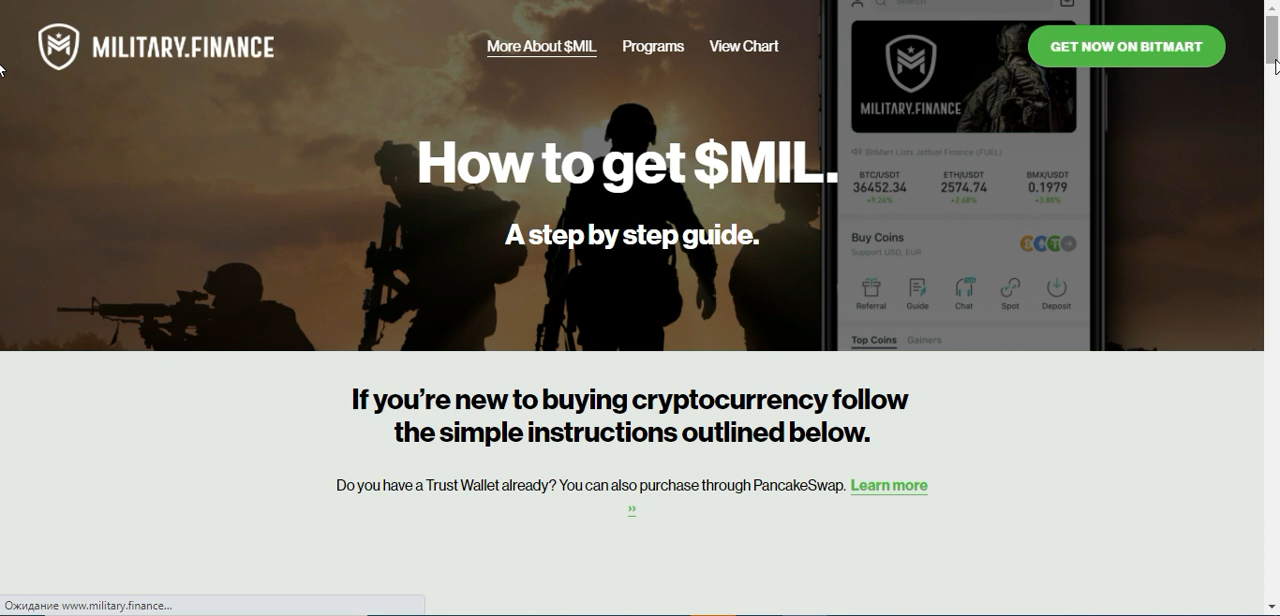 Search
MILITARY.FINANCE
More About $MIL
Programs
View Chart
GET NOW ON BITMART
MILITARY.FINANCE
How to get $MIL.
A step by step guide.
BitMart Lists Jetfuel Finance (FUEL)
BTC/USDT
ETH/USDT
BMX/USDT
36452.34
2574.74
0.1979
+9.24%
+2.68%
+3.88%
Buy Coins
Support USD, EUR
Referral
Guide
Chat
Spot
Deposit
Top Coins
Gainers
If you’re new to buying cryptocurrency follow
the simple instructions outlined below.
Do you have a Trust Wallet already? You can also purchase through PancakeSwap. Learn more
››
Ожидание www.military.finance...